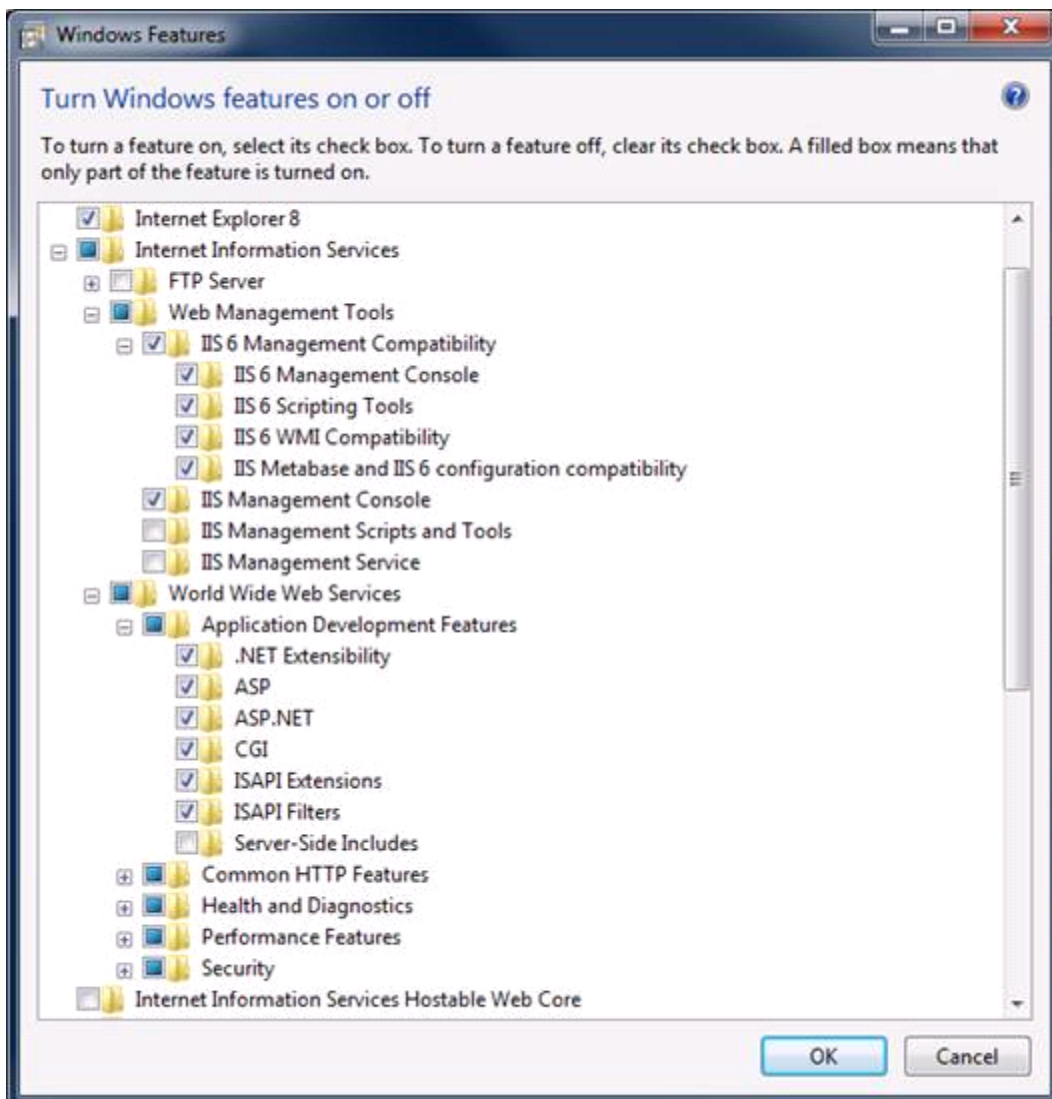 Windows Features
Turn Windows features on or off
To turn a feature on, select its check box. To turn a feature off, clear its check box. A filled box means that
only part of the feature is turned on.
Internet Explorer 8
Internet Information Services
FTP Server
Web Management Tools
IIS 6 Management Compatibility
IIS 6 Management Console
IIS 6 Scripting Tools
IIS 6 WMI Compatibility
IIS Metabase and IIS 6 configuration compatibility
IIS Management Console
IIS Management Scripts and Tools
IIS Management Service
World Wide Web Services
Application Development Features
.NET Extensibility
ASP
ASP.NET
CGI
ISAPI Extensions
ISAPI Filters
Server-Side Includes
Common HTTP Features
Health and Diagnostics
Performance Features
Security
Internet Information Services Hostable Web Core
OK Cancel